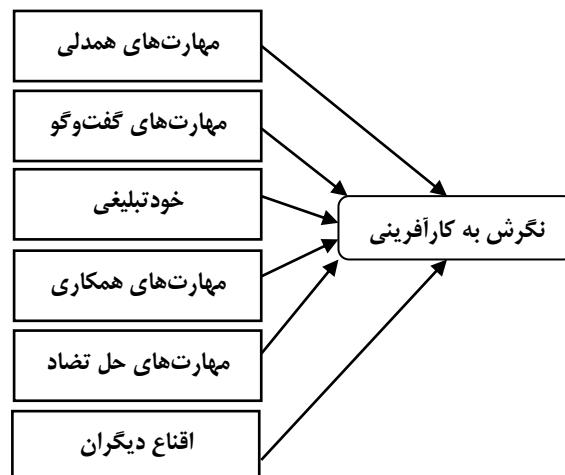 مهارت‌های همدلی
مهارت‌های گفت‌وگو
خودتبلیغی
نگرش به کارآفرینی
مهارت‌های همکاری
مهارت‌های حل تضاد
اقناع دیگران